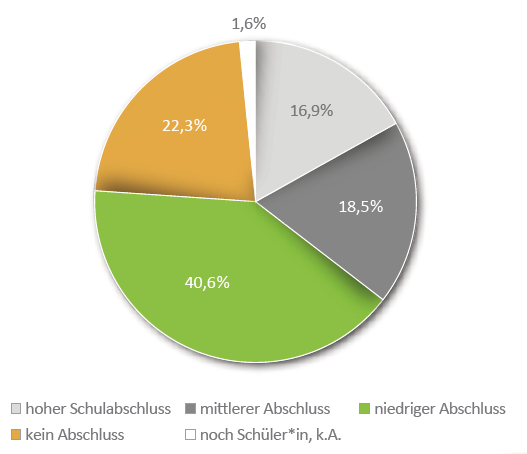 1,6%
16,9%
22,3%
18,5%
40,6%
hoher Schulabschluss mittlerer Abschluss niedriger Abschluss
kein Abschluss noch Schüler*in, k.A.